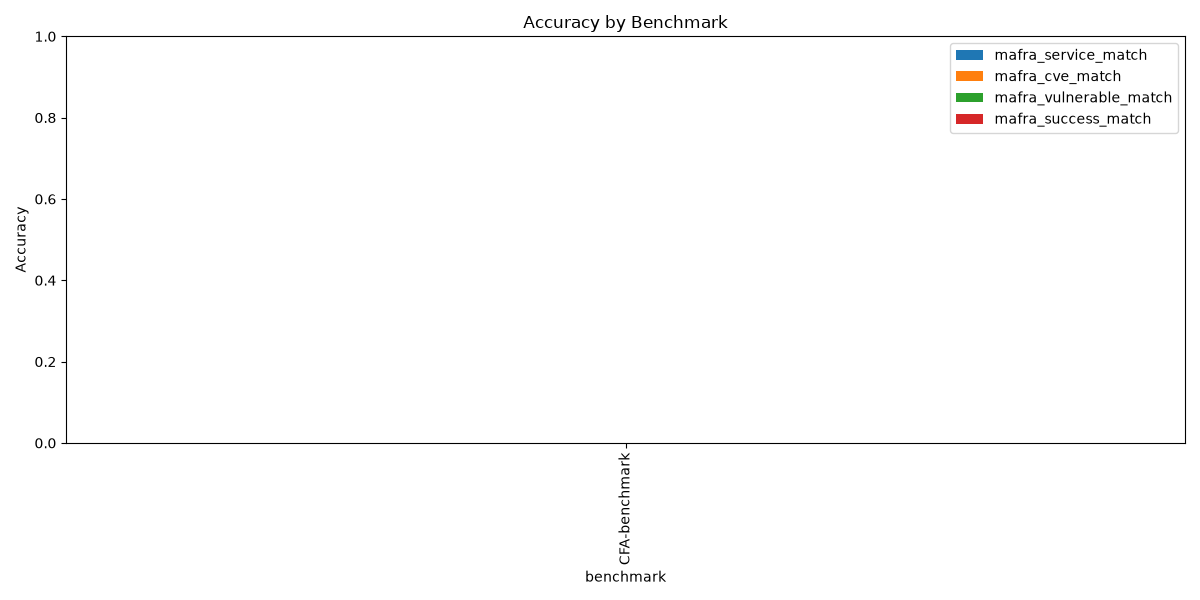 Accuracy by Benchmark
1.0
0.8
0.6
0.4
0.2
0.0
Accuracy
mafra_service_match
mafra_cve_match
mafra_vulnerable_match
mafra_success_match
CFA-benchmark
benchmark